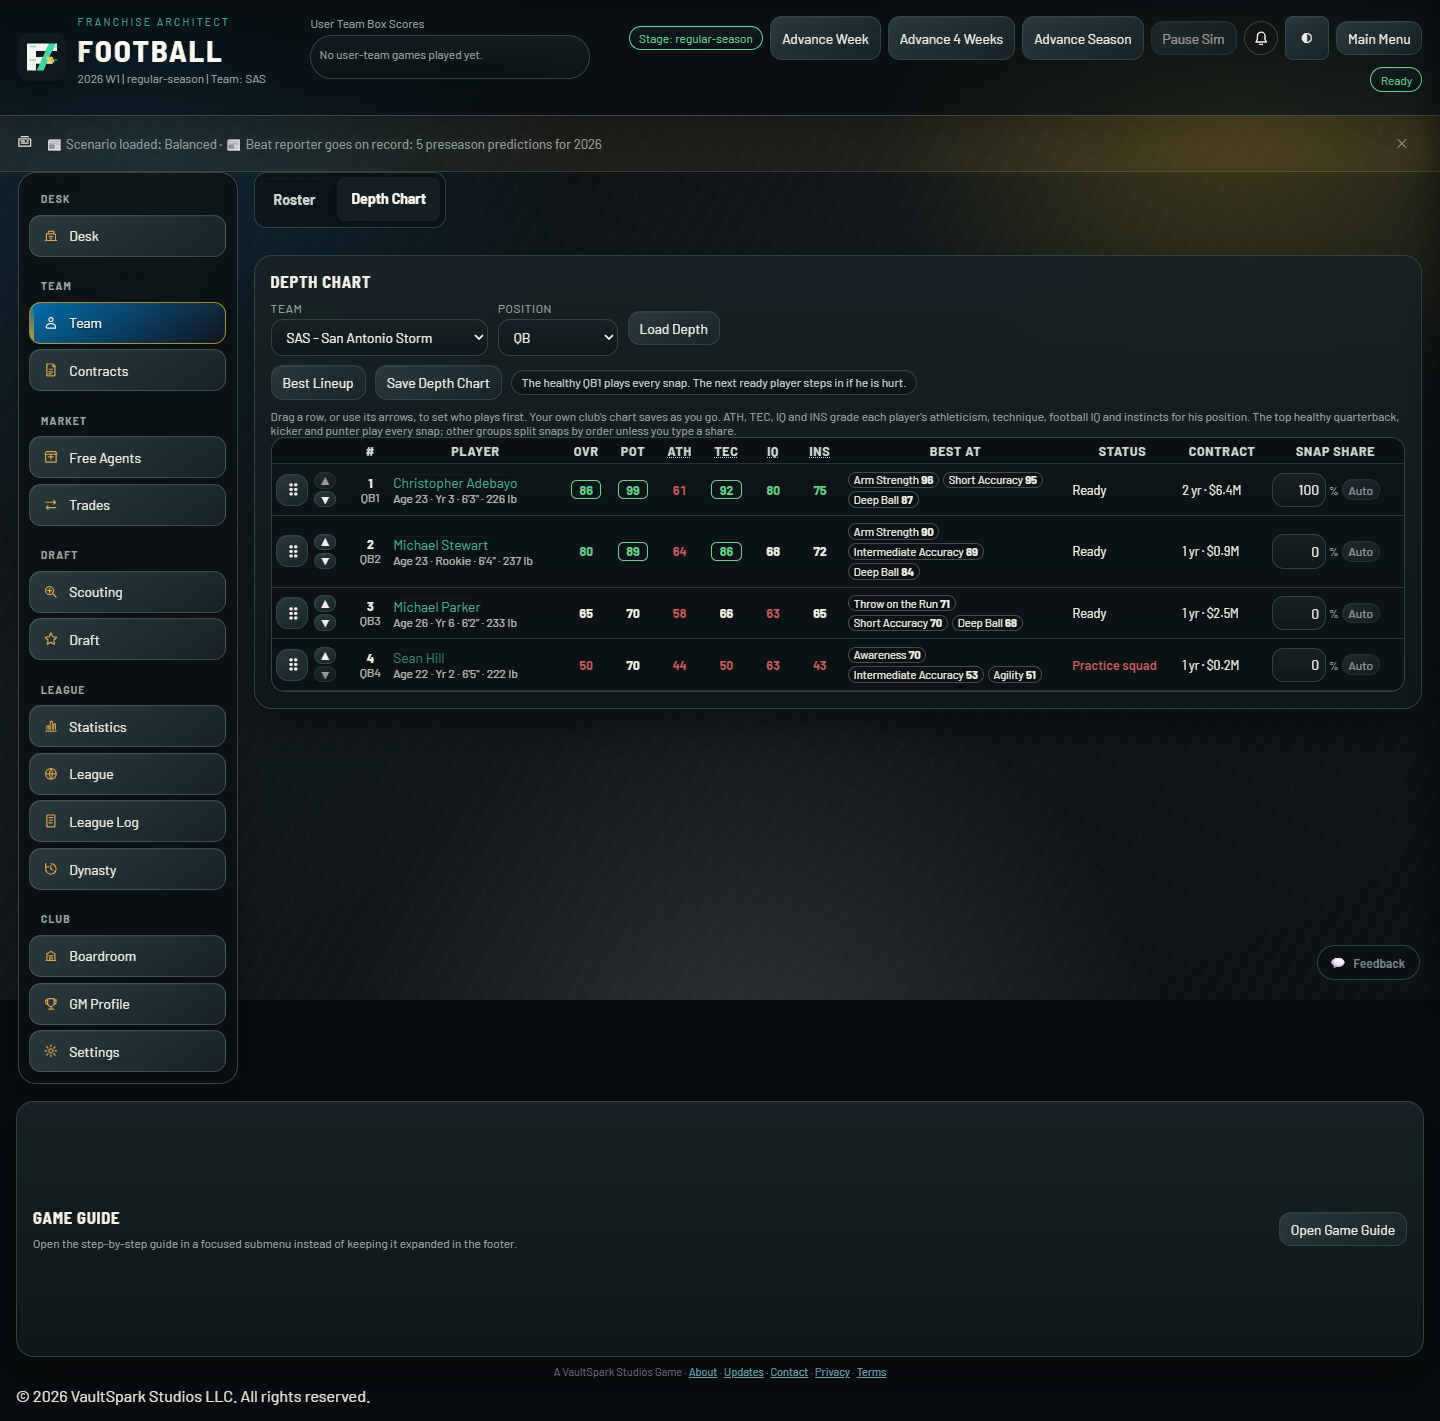 FRANCHISE ARCHITECT
FOOTBALL
2026 W1 | regular-season | Team: SAS
User Team Box Scores
No user-team games played yet.
Stage: regular-season
Advance Week
Advance 4 Weeks
Advance Season
Pause Sim
Main Menu
Ready
Scenario loaded: Balanced · Beat reporter goes on record: 5 preseason predictions for 2026
DESK
Desk
TEAM
Team
Contracts
MARKET
Free Agents
Trades
DRAFT
Scouting
Draft
LEAGUE
Statistics
League
League Log
Dynasty
CLUB
Boardroom
GM Profile
Settings
Roster
Depth Chart
DEPTH CHART
TEAM
SAS - San Antonio Storm
POSITION
QB
Load Depth
Best Lineup
Save Depth Chart
The healthy QB1 plays every snap. The next ready player steps in if he is hurt.
Drag a row, or use its arrows, to set who plays first. Your own club's chart saves as you go. ATH, TEC, IQ and INS grade each player's athleticism, technique, football IQ and instincts for his position. The top healthy quarterback,
kicker and punter play every snap; other groups split snaps by order unless you type a share.
# PLAYER OVR POT ATH TEC IQ INS BEST AT STATUS CONTRACT SNAP SHARE
1 Christopher Adebayo 86 99 61 92 80 75 Arm Strength 96 Short Accuracy 95 Ready 2 yr · $6.4M 100 % Auto
QB1 Age 23 · Yr 3 · 6'3" · 226 lb Deep Ball 87
2 Michael Stewart 80 89 64 86 68 72 Arm Strength 90 Ready 1 yr · $0.9M 0 % Auto
QB2 Age 23 · Rookie · 6'4" · 237 lb Intermediate Accuracy 89
Deep Ball 84
3 Michael Parker 65 70 58 66 63 65 Throw on the Run 71 Ready 1 yr · $2.5M 0 % Auto
QB3 Age 26 · Yr 6 · 6'2" · 233 lb Short Accuracy 70 Deep Ball 68
4 Sean Hill 50 70 44 50 63 43 Awareness 70 Practice squad 1 yr · $0.2M 0 % Auto
QB4 Age 22 · Yr 2 · 6'5" · 222 lb Intermediate Accuracy 53 Agility 51
Feedback
GAME GUIDE
Open the step-by-step guide in a focused submenu instead of keeping it expanded in the footer.
Open Game Guide
A VaultSpark Studios Game · About · Updates · Contact · Privacy · Terms
© 2026 VaultSpark Studios LLC. All rights reserved.